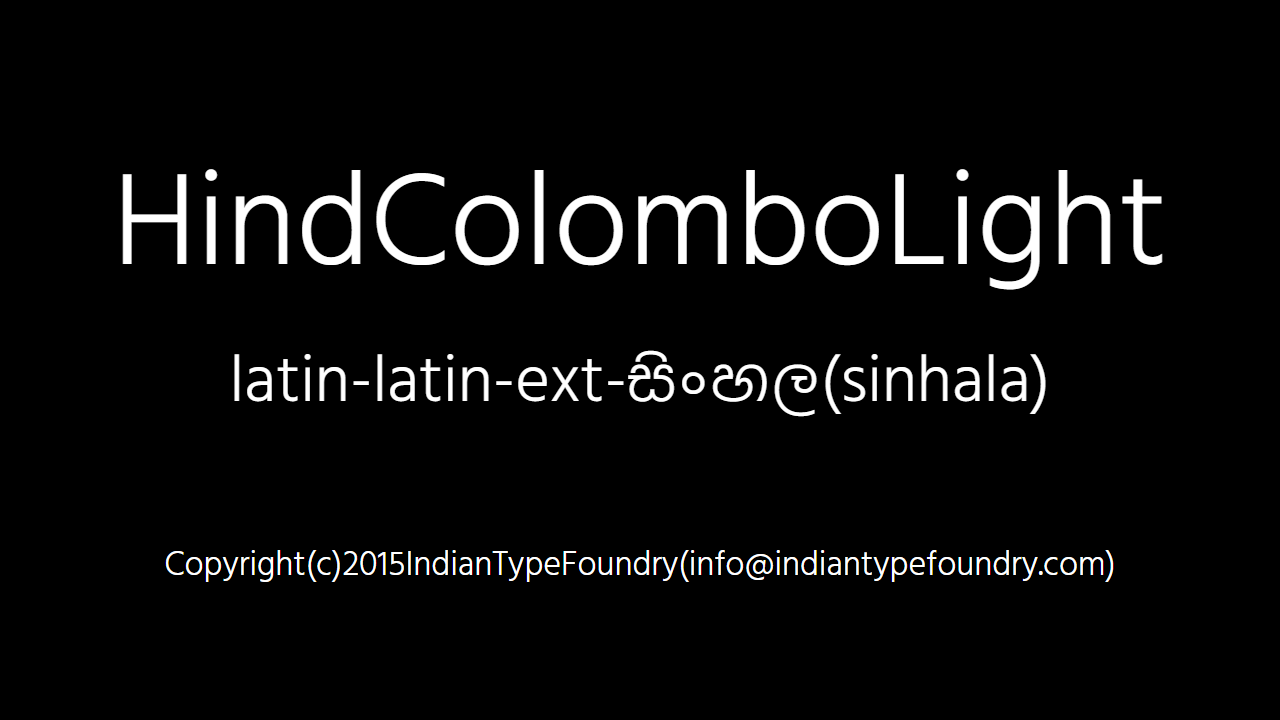 HindColomboLight
latin-latin-ext-සිංහල(sinhala)
Copyright(c)2015IndianTypeFoundry(info@indiantypefoundry.com)